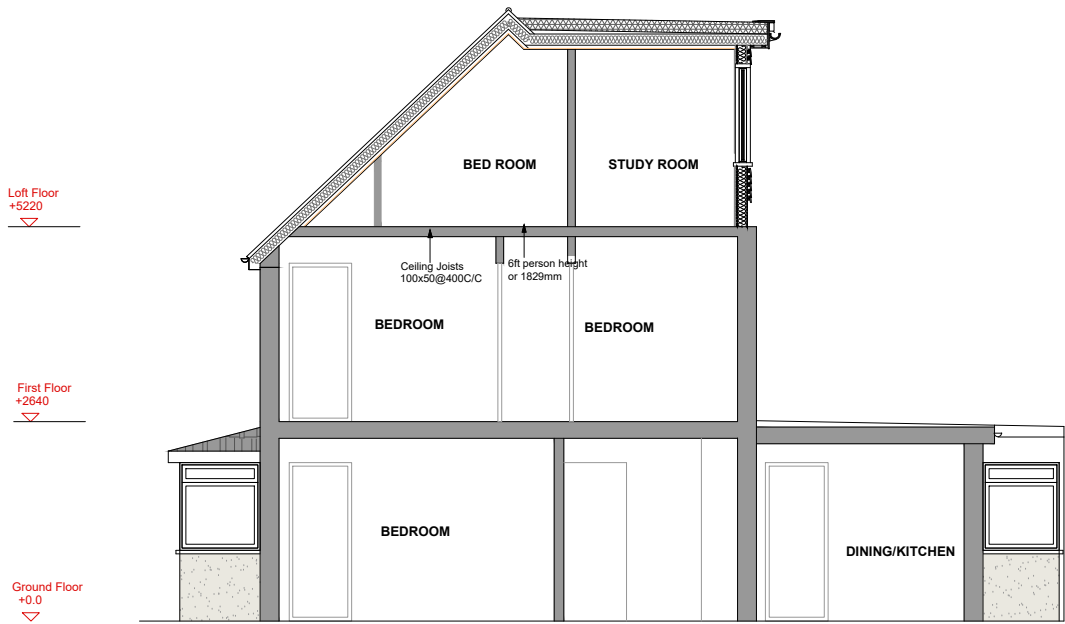 BED ROOM
STUDY ROOM
Loft Floor
+5220
Ceiling Joists
100x50@400C/C
6ft person height
or 1829mm
BEDROOM
BEDROOM
First Floor
+2640
BEDROOM
DINING/KITCHEN
Ground Floor
+0.0